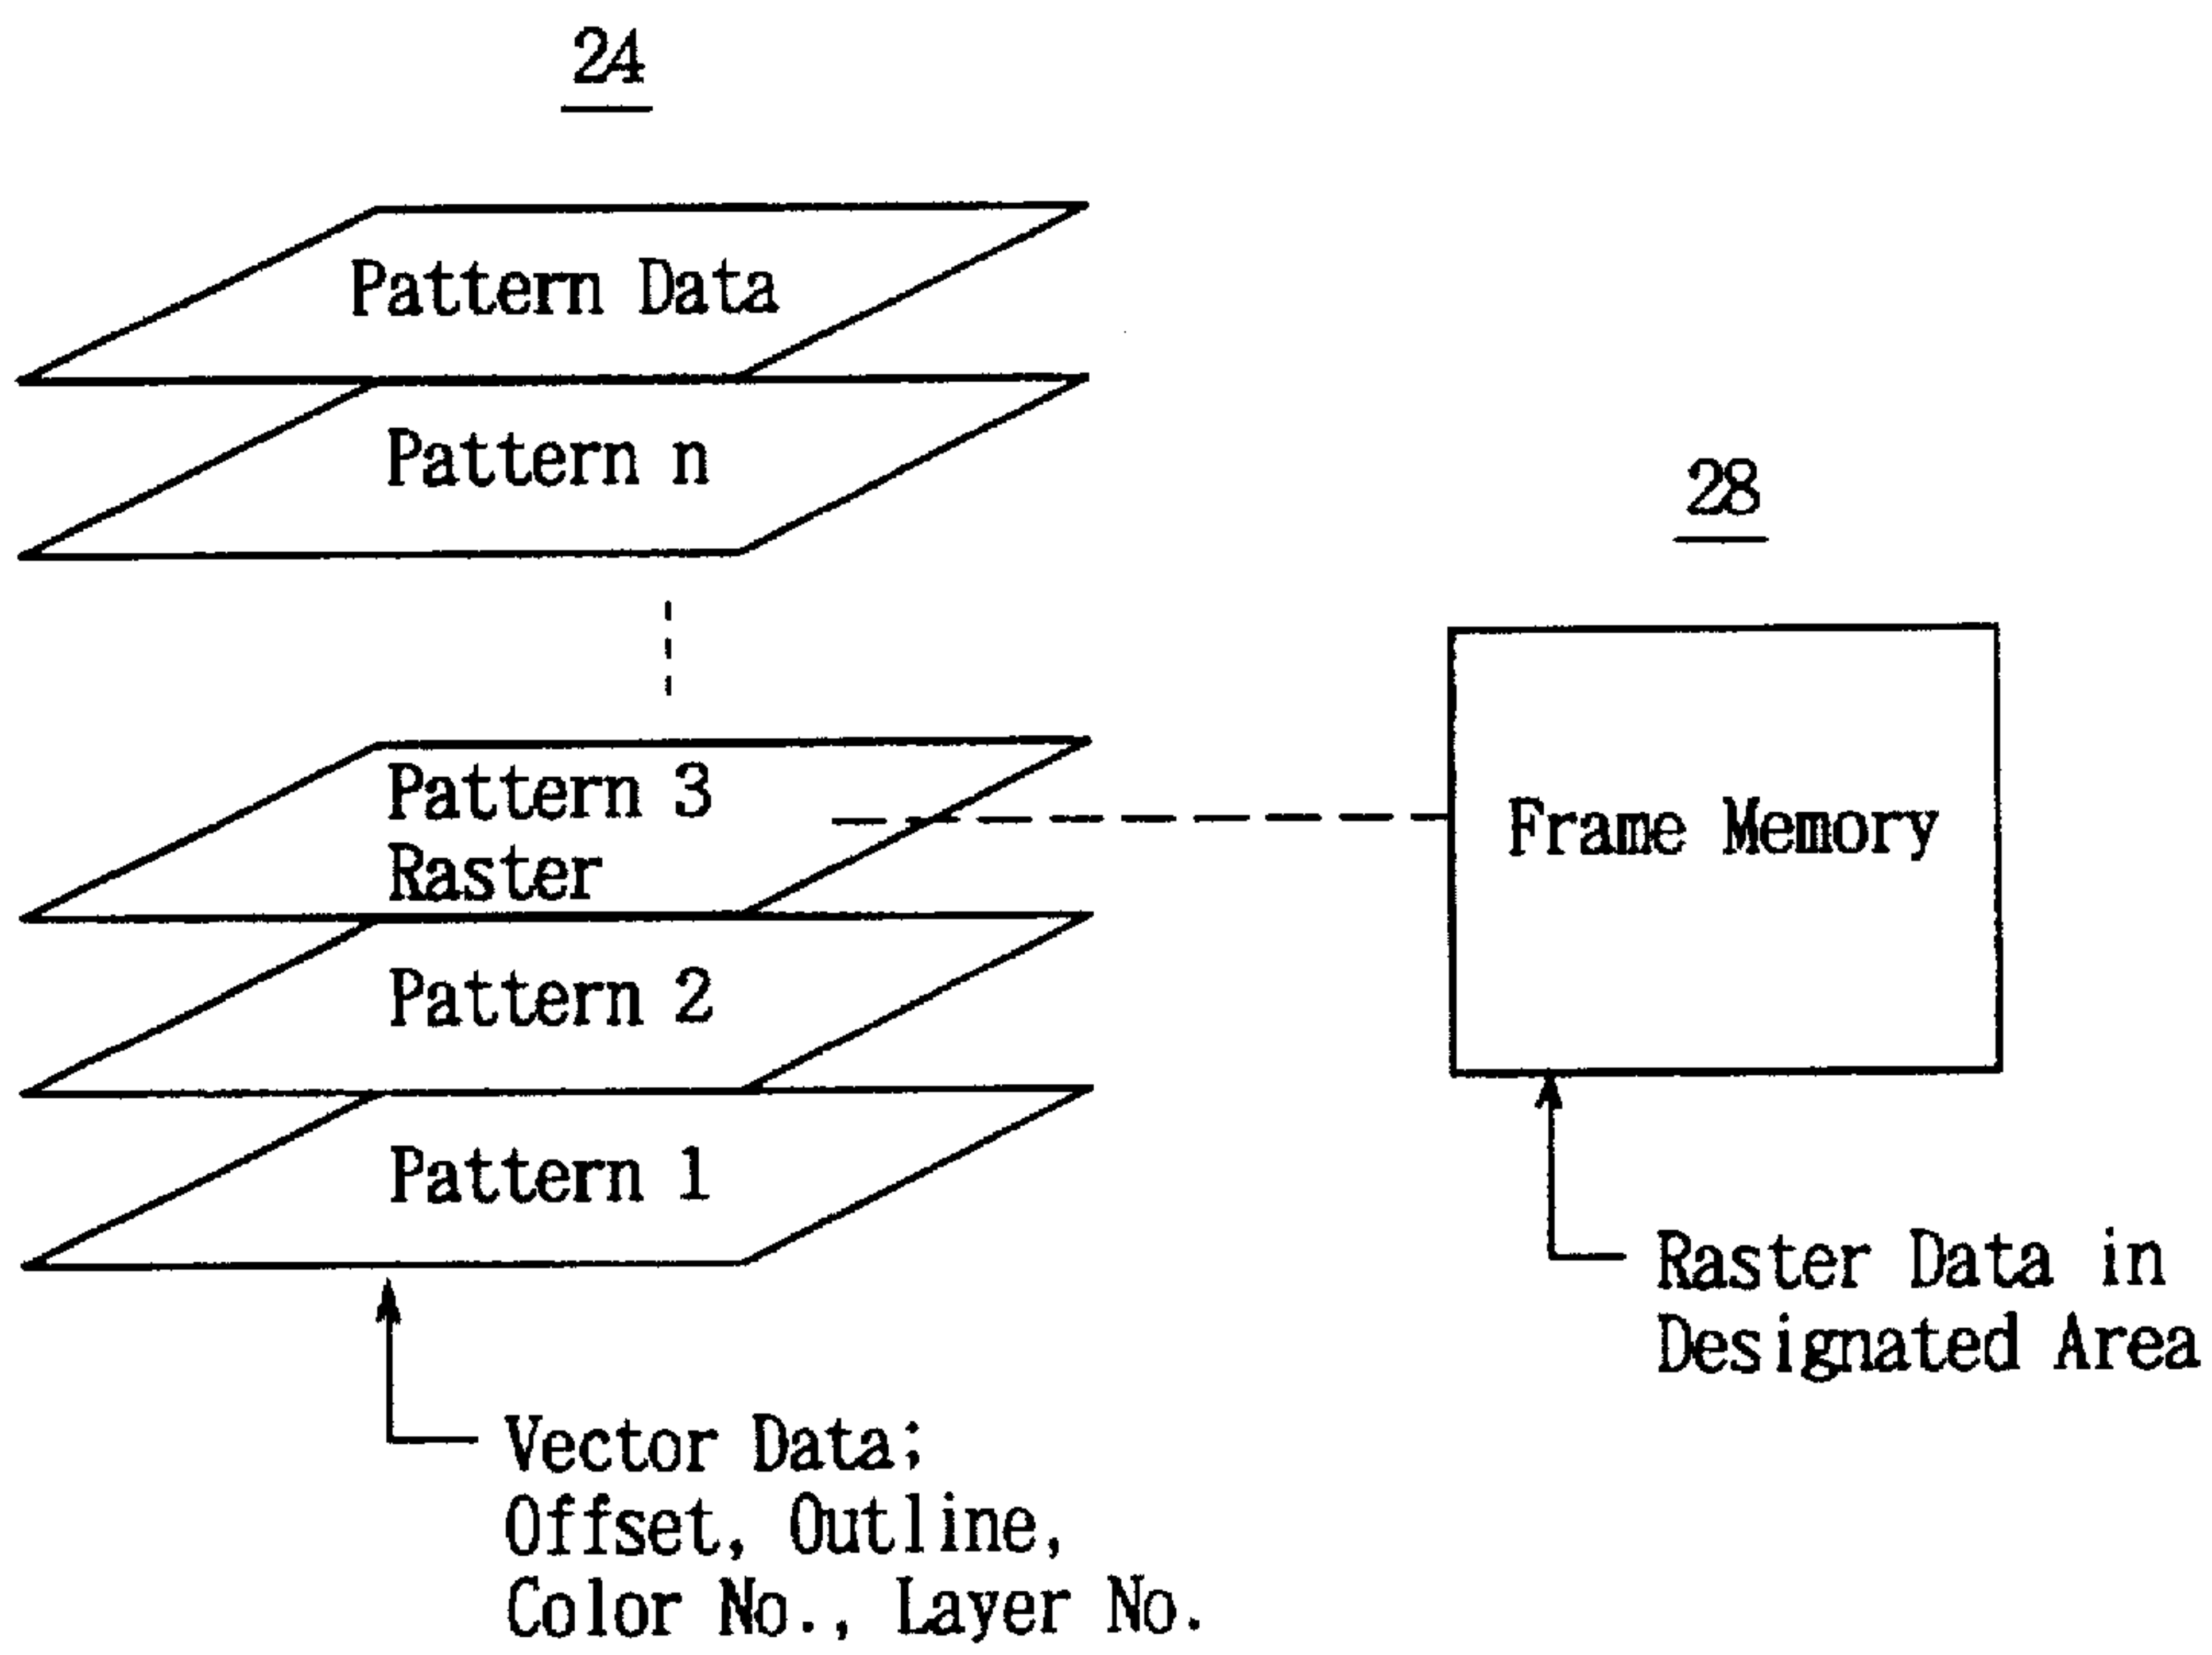 24
Pattern Data
Pattern n
28
Pattern 3
Raster
Frame Memory
Pattern 2
Pattern 1
Raster Data in
Designated Area
Vector Data;
Offset, Outline,
Color No., Layer No.